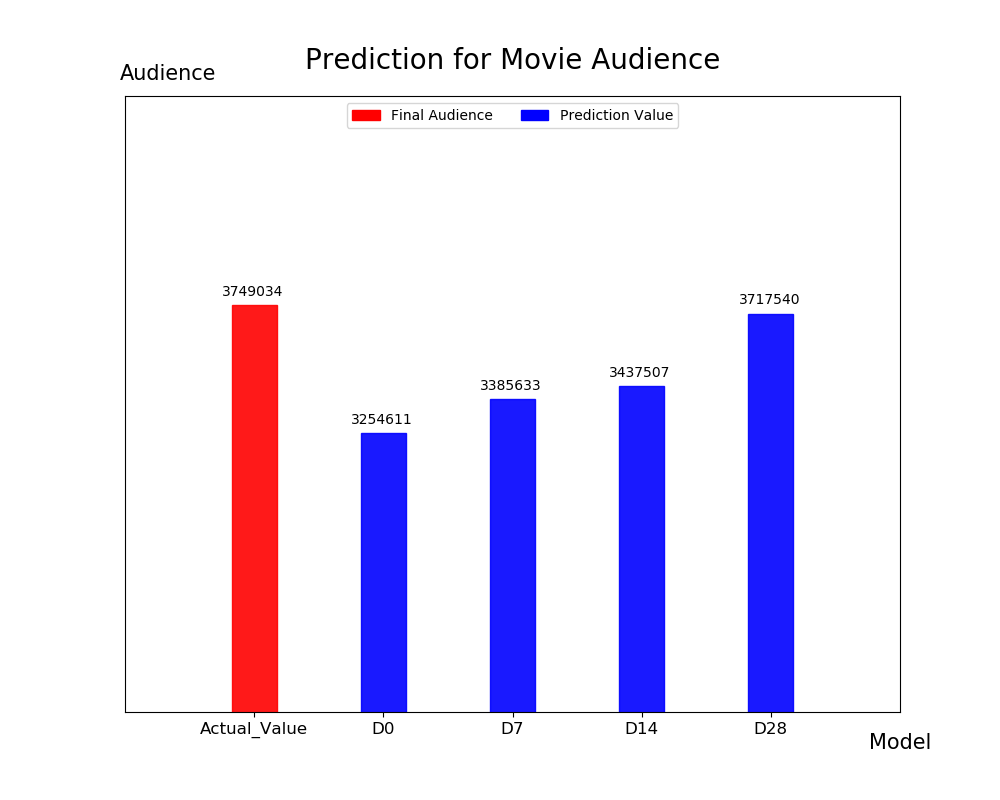 Prediction for Movie Audience
Audience
Final Audience
Prediction Value
3749034
3254611
3385633
3437507
3717540
Actual_Value
D0
D7
D14
D28
Model